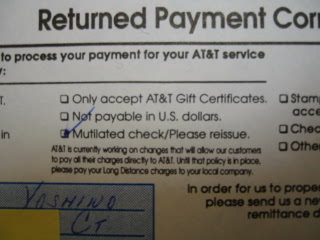 Returned Payment Cor
to process your payment for your AT&T service
y:
T. ❑ Only accept AT&T Gift Certificates. ❑ Stam
❑ Not payable in U.S. dollars. acce
in ❑ Mutilated check/Please reissue. ❑ Chec
AT&T is currently working on changes that will allow our customers ❑ Othe
to pay all their charges directly to AT&T. Until that policy is in place,
please pay your Long Distance charges to your local company.
In order for us to prope
YASHINO please send us a ne
CT remittance d